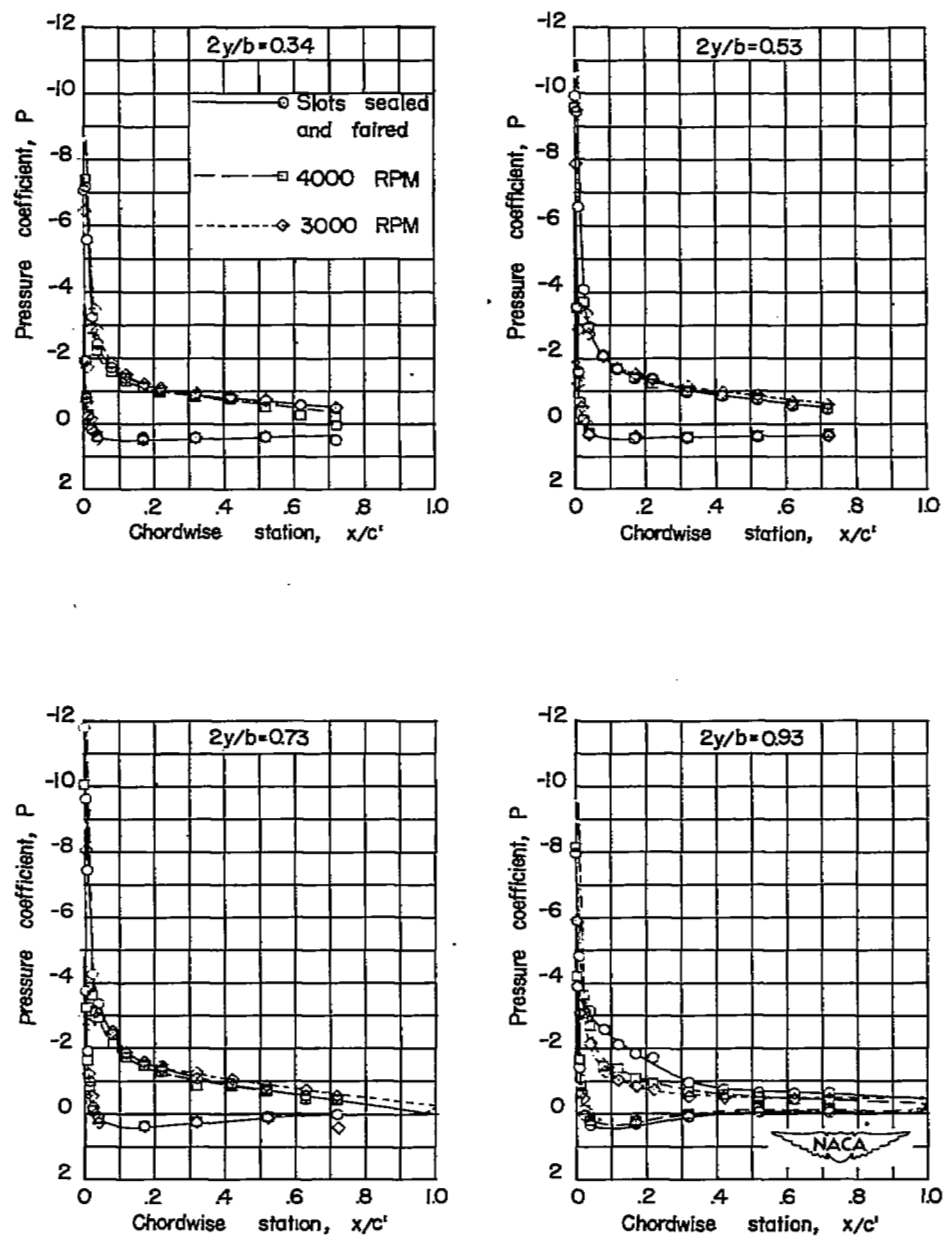 2y/b=0.34
Slots sealed
and faired
4000 RPM
3000 RPM
Pressure coefficient, P
-12
-10
-8
-6
-4
-2
0
2
0 .2 .4 .6 .8 1.0
Chordwise station, x/c'
2y/b=0.53
Pressure coefficient, P
-12
-10
-8
-6
-4
-2
0
2
0 .2 .4 .6 .8 1.0
Chordwise station, x/c'
2y/b=0.73
Pressure coefficient, P
-12
-10
-8
-6
-4
-2
0
2
0 .2 .4 .6 .8 1.0
Chordwise station, x/c'
2y/b=0.93
Pressure coefficient, P
-12
-10
-8
-6
-4
-2
0
2
NACA
0 .2 .4 .6 .8 1.0
Chordwise station, x/c'